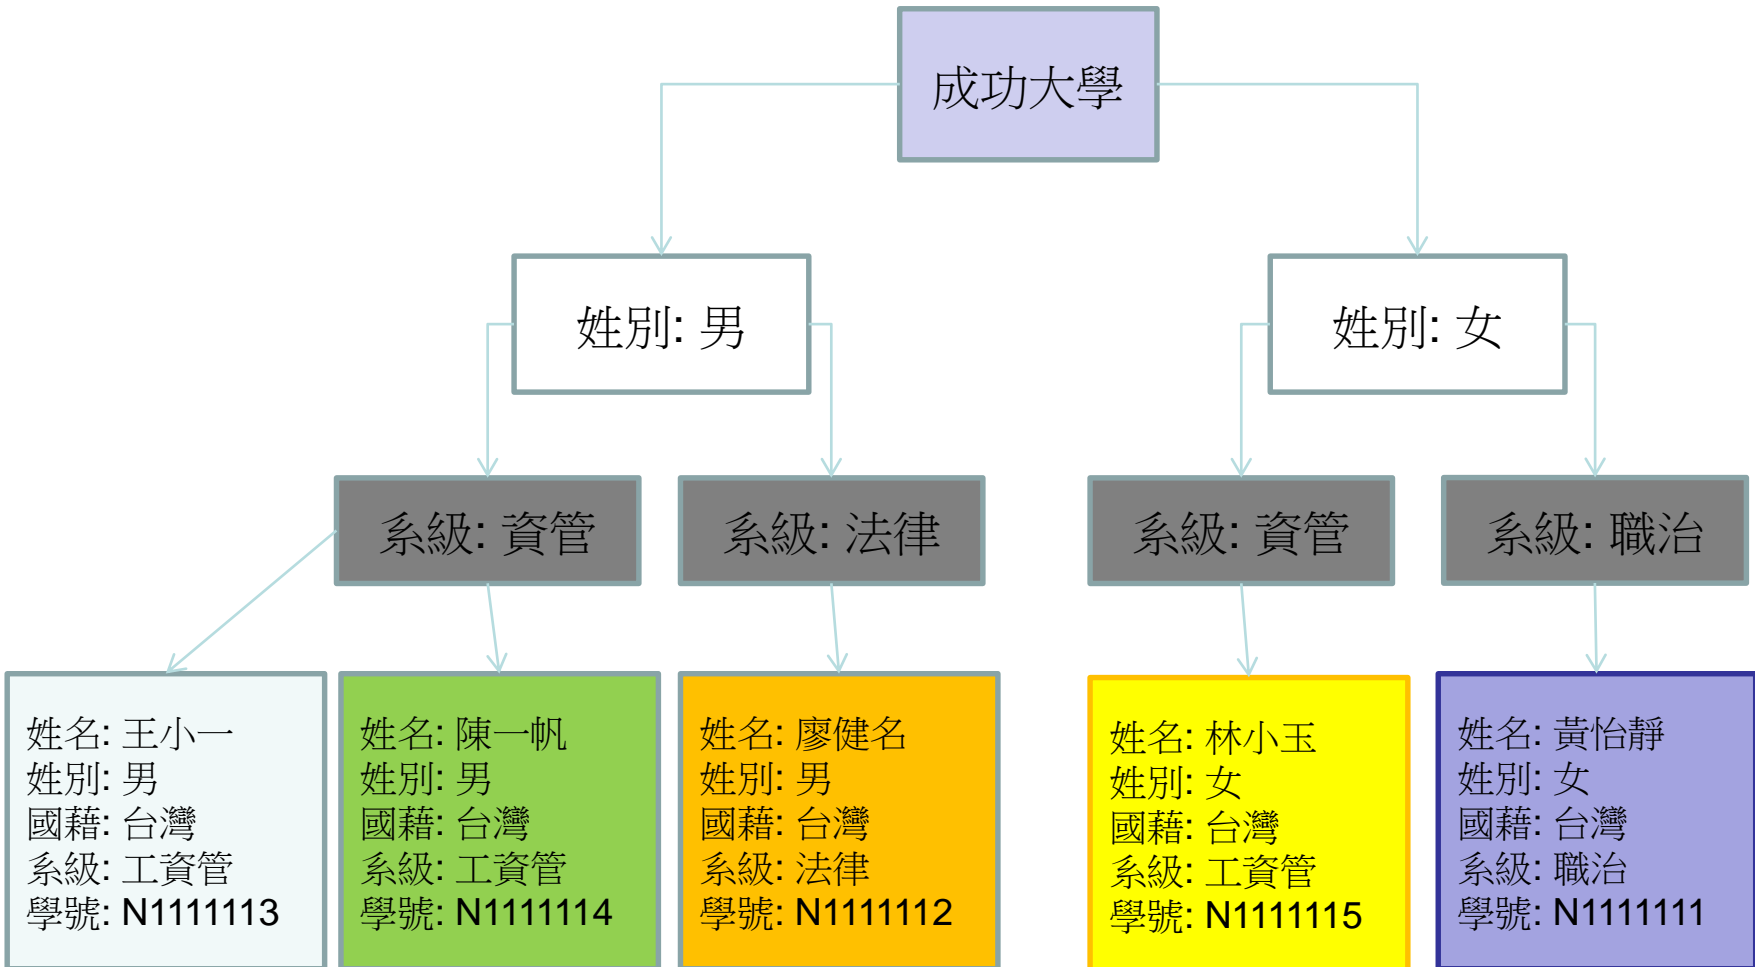 成功大學
姓別: 男
姓別: 女
系級: 資管
系級: 法律
系級: 資管
系級: 職治
姓名: 王小一
姓別: 男
國藉: 台灣
系級: 工資管
學號: N1111113
姓名: 陳一帆
姓別: 男
國藉: 台灣
系級: 工資管
學號: N1111114
姓名: 廖健名
姓別: 男
國藉: 台灣
系級: 法律
學號: N1111112
姓名: 林小玉
姓別: 女
國藉: 台灣
系級: 工資管
學號: N1111115
姓名: 黃怡靜
姓別: 女
國藉: 台灣
系級: 職治
學號: N1111111